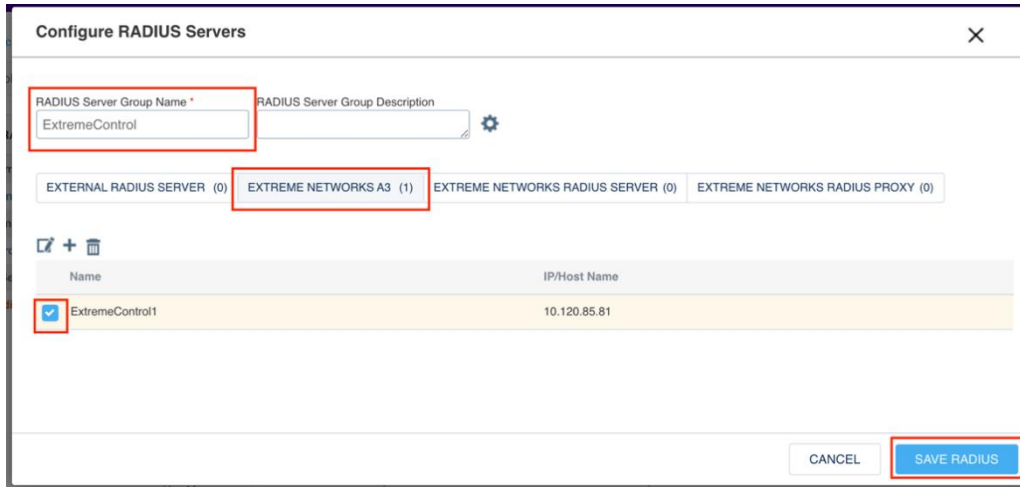 Configure RADIUS Servers
RADIUS Server Group Name *
RADIUS Server Group Description
ExtremeControl
EXTERNAL RADIUS SERVER (0)
EXTREME NETWORKS A3 (1)
EXTREME NETWORKS RADIUS SERVER (0)
EXTREME NETWORKS RADIUS PROXY (0)
Name
IP/Host Name
ExtremeControl1
10.120.85.81
CANCEL
SAVE RADIUS